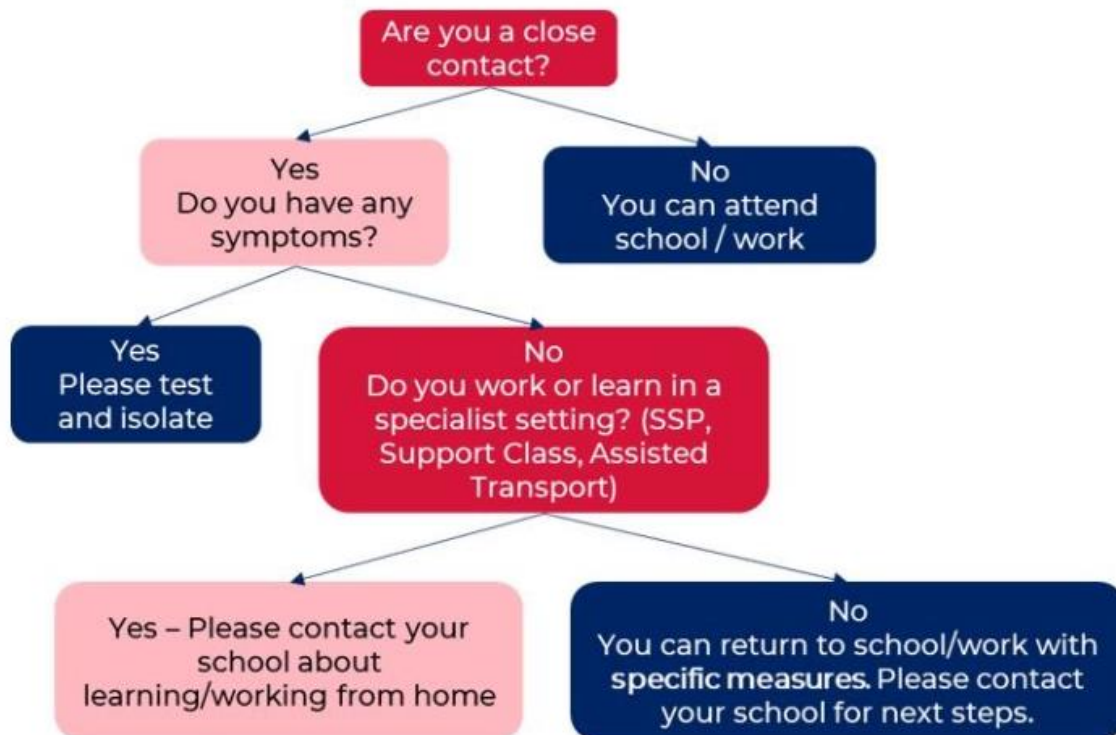 Are you a close
contact?
Yes
Do you have any
symptoms?
No
You can attend
school / work
Yes
Please test
and isolate
No
Do you work or learn in a
specialist setting? (SSP,
Support Class, Assisted
Transport)
Yes – Please contact your
school about
learning/working from home
No
You can return to school/work with
specific measures. Please contact
your school for next steps.